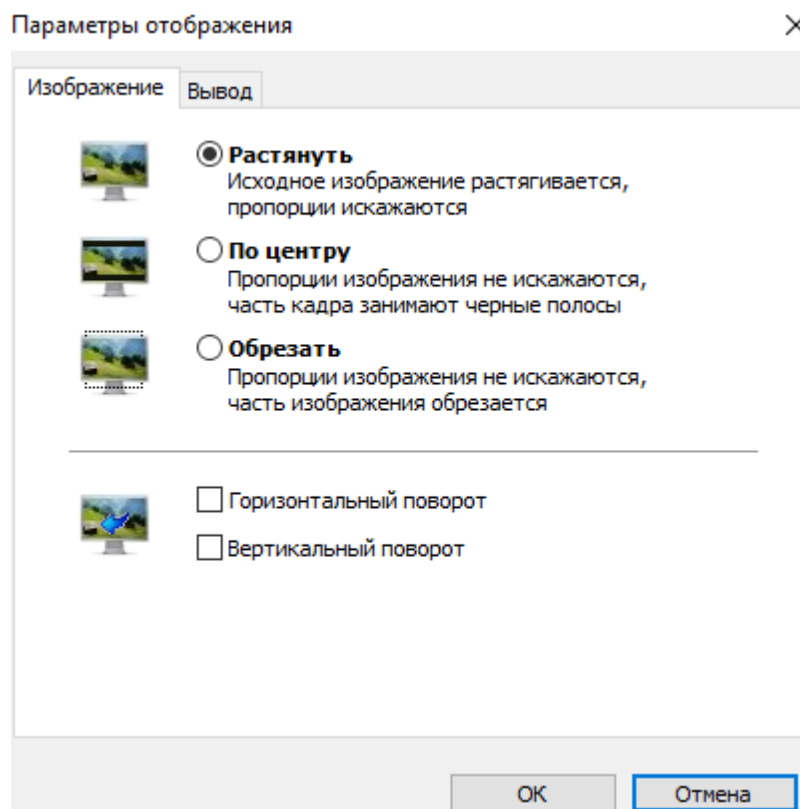 Параметры отображения
Изображение
Вывод
Растянуть
Исходное изображение растягивается,
пропорции искажаются
По центру
Пропорции изображения не искажаются,
часть кадра занимают черные полосы
Обрезать
Пропорции изображения не искажаются,
часть изображения обрезается
Горизонтальный поворот
Вертикальный поворот
ОК
Отмена